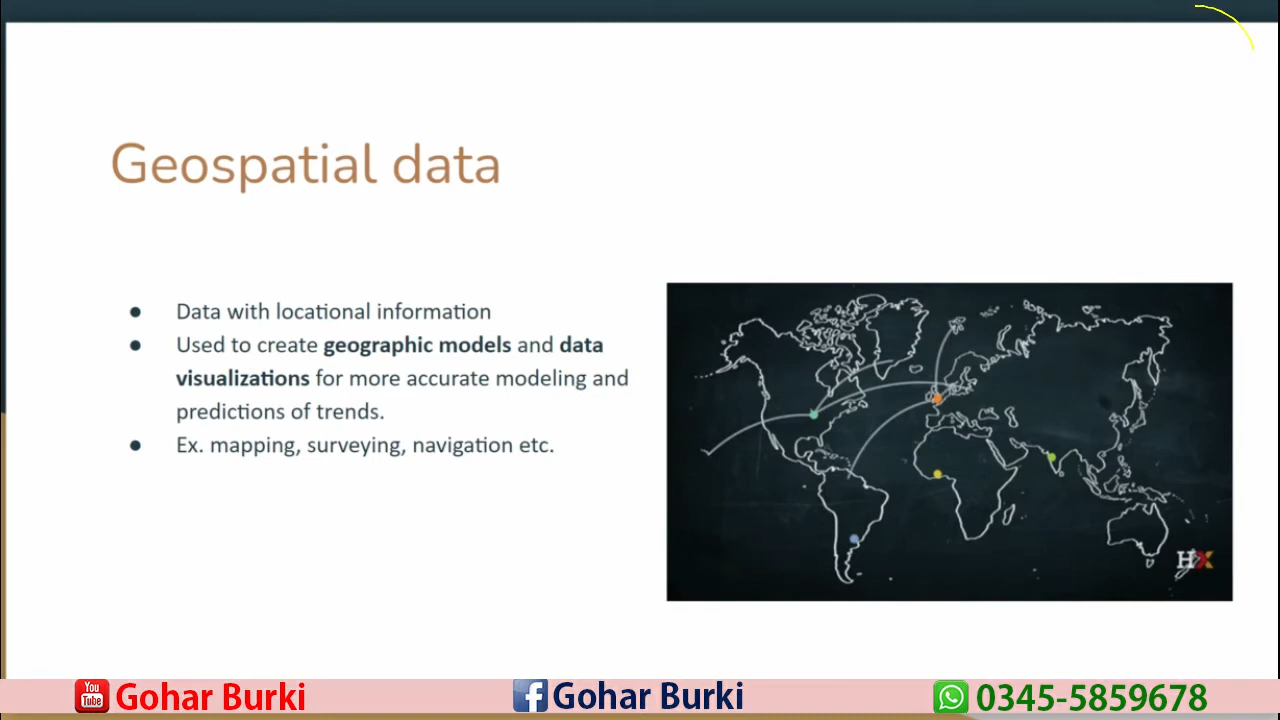 Geospatial data
● Data with locational information
● Used to create geographic models and data
visualizations for more accurate modeling and
predictions of trends.
● Ex. mapping, surveying, navigation etc.
HX
You
Tube
Gohar Burki
f Gohar Burki
0345-5859678